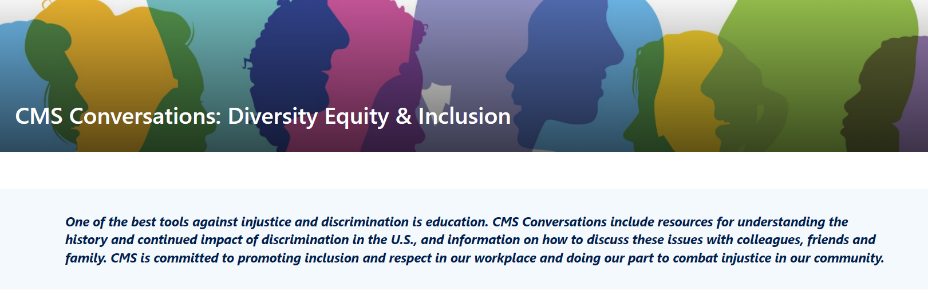 CMS Conversations: Diversity Equity & Inclusion
One of the best tools against injustice and discrimination is education. CMS Conversations include resources for understanding the
history and continued impact of discrimination in the U.S., and information on how to discuss these issues with colleagues, friends and
family. CMS is committed to promoting inclusion and respect in our workplace and doing our part to combat injustice in our community.